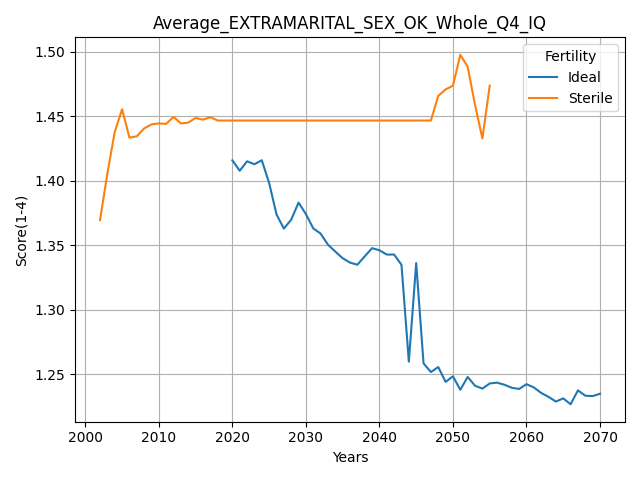 Average_EXTRAMARITAL_SEX_OK_Whole_Q4_IQ
Fertility
Ideal
Sterile
Score(1-4)
1.50
1.45
1.40
1.35
1.30
1.25
2000 2010 2020 2030 2040 2050 2060 2070
Years